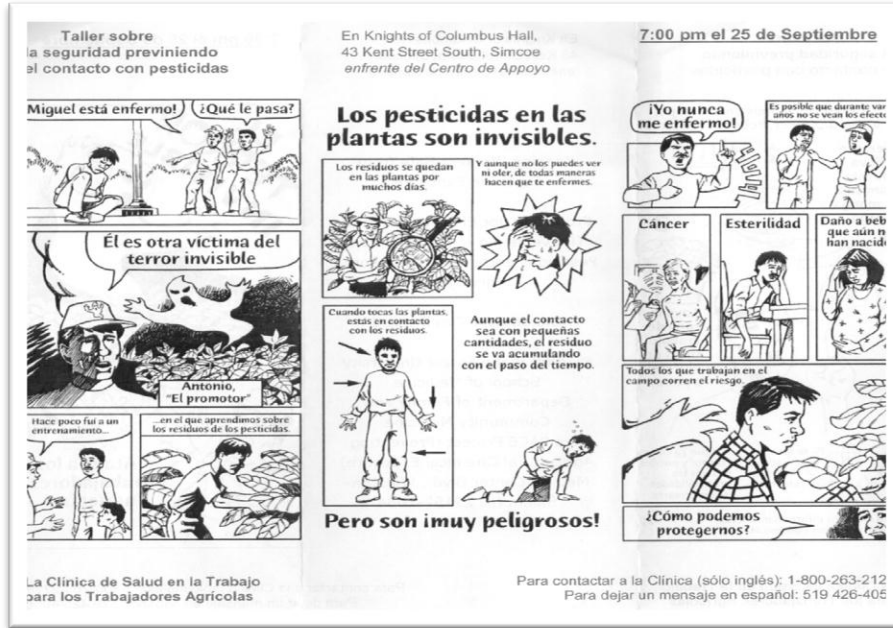 Taller sobre
la seguridad previniendo
el contacto con pesticidas
En Knights of Columbus Hall,
43 Kent Street South, Simcoe
enfrente del Centro de Appoyo
7:00 pm el 25 de Septiembre
Miguel está enfermo!
¿Qué le pasa?
Él es otra víctima del
terror invisible
Antonio,
"El promotor"
Hace poco fui a un
entrenamiento...
...en el que aprendimos sobre
los residuos de los pesticidas.
Los pesticidas en las
plantas son invisibles.
Los residuos se quedan
en las plantas por
muchos días.
Y aunque no los puedes ver
ni oler, de todas maneras
hacen que te enfermes.
Cuando tocas las plantas,
estás en contacto
con los residuos.
Aunque el contacto
sea con pequeñas
cantidades, el residuo
se va acumulando
con el paso del tiempo.
Pero son ¡muy peligrosos!
¡Yo nunca
me enfermo!
Es posible que durante var
años no se vean los efect
Cáncer
Esterilidad
Daño a beb
que aún n
han nacid
Todos los que trabajan en el
campo corren el riesgo.
¿Cómo podemos
protegernos?
La Clínica de Salud en la Trabajo
para los Trabajadores Agrícolas
Para contactar a la Clínica (sólo inglés): 1-800-263-212
Para dejar un mensaje en español: 519 426-405